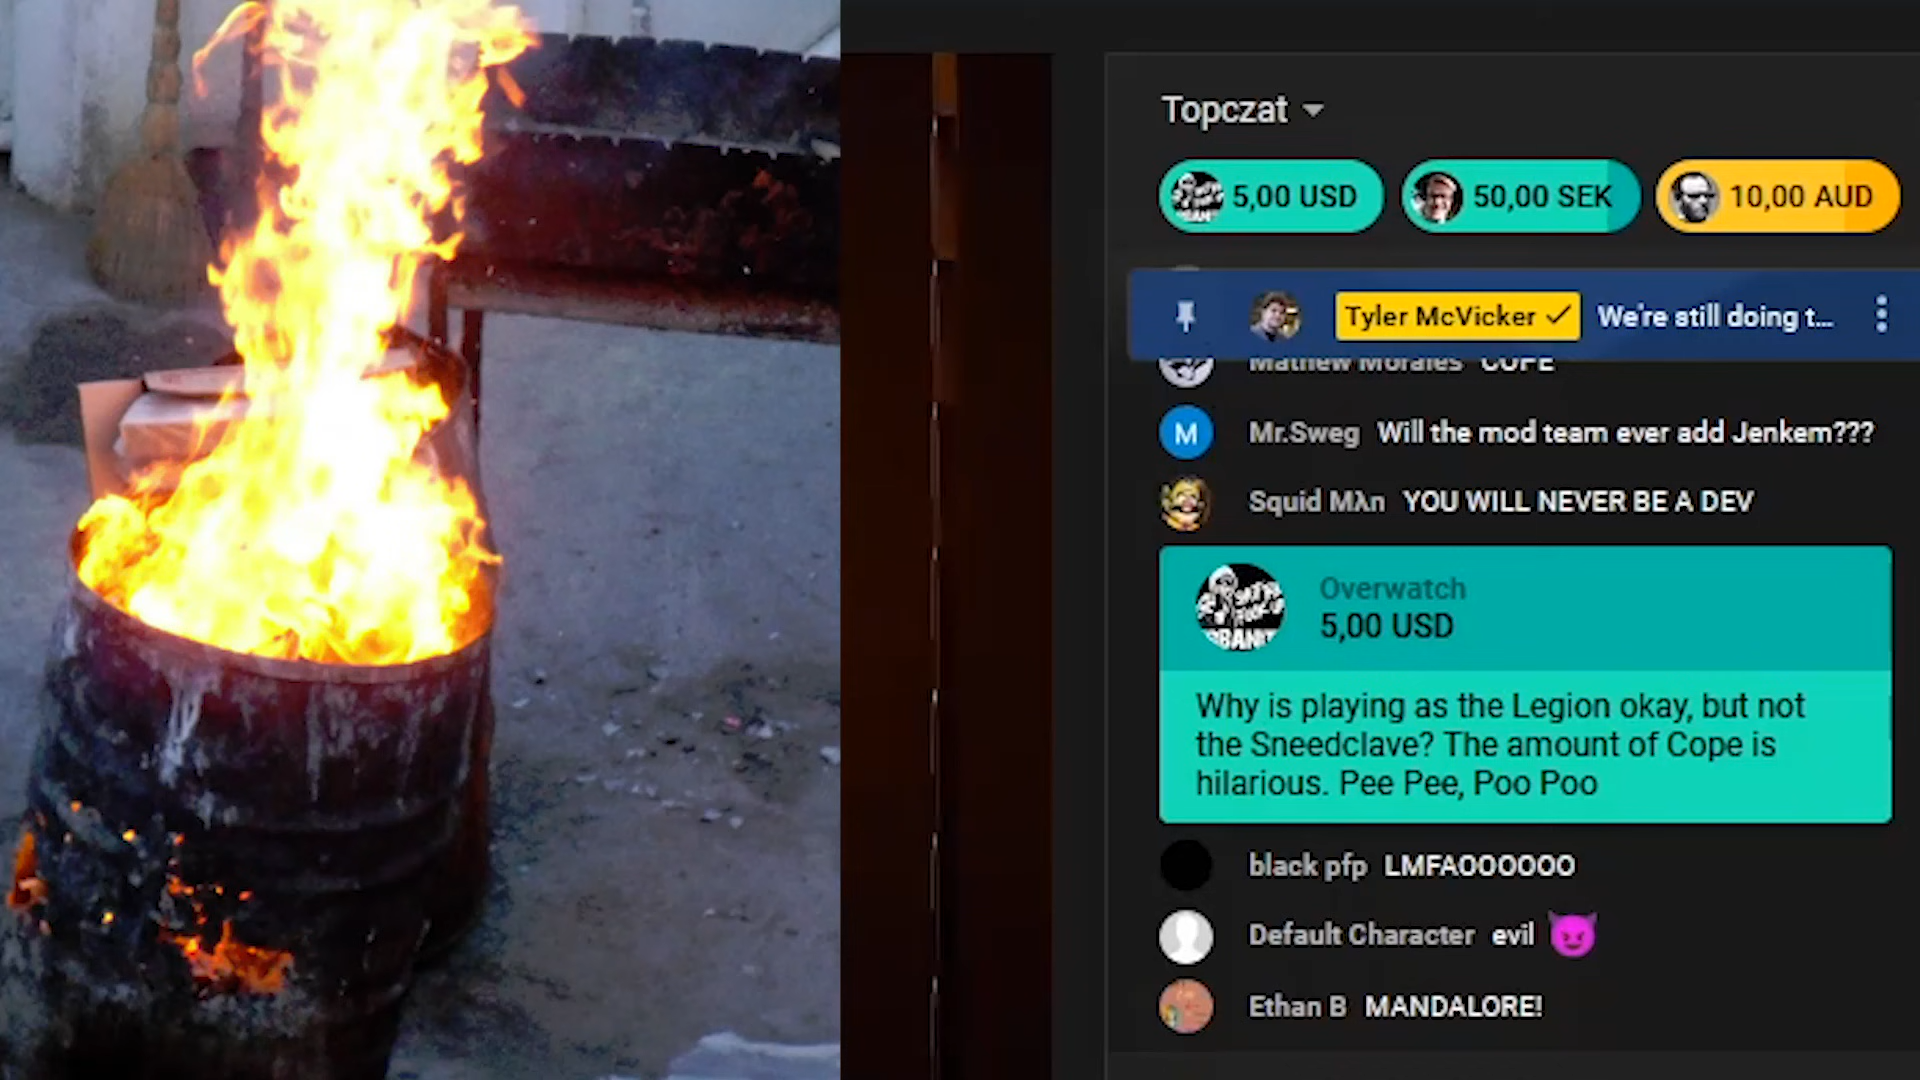 Topczat
5,00 USD
50,00 SEK
10,00 AUD
Tyler McVicker We're still doing t...
Mathew Morales COPE
Mr.Sweg Will the mod team ever add Jenkem???
Squid Mλn YOU WILL NEVER BE A DEV
Overwatch
5,00 USD
Why is playing as the Legion okay, but not
the Sneedclave? The amount of Cope is
hilarious. Pee Pee, Poo Poo
black pfp LMFAOOOOOO
Default Character evil 😈
Ethan B MANDALORE!